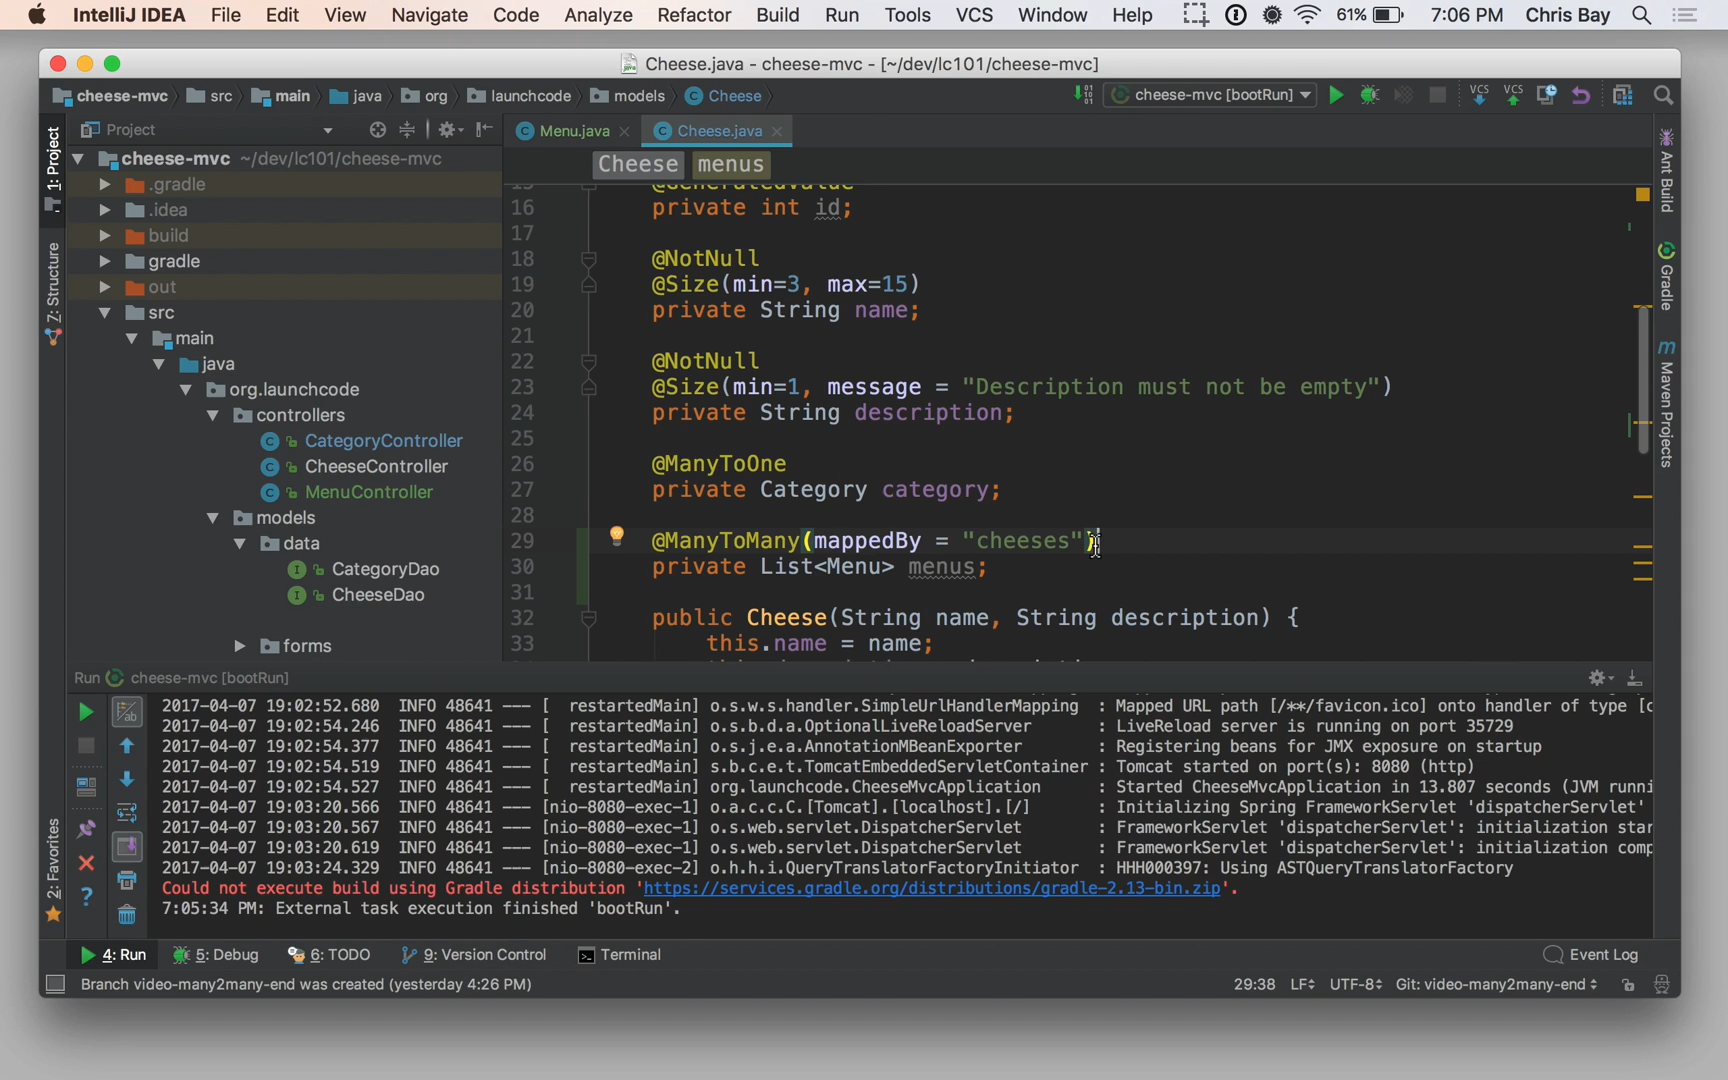 IntelliJ IDEA File Edit View Navigate Code Analyze Refactor Build Run Tools VCS Window Help 61% 7:06 PM Chris Bay
Cheese.java - cheese-mvc - [~/dev/lc101/cheese-mvc]
cheese-mvc src main java org launchcode models Cheese cheese-mvc [bootRun] VCS VCS
Project Menu.java Cheese.java
cheese-mvc ~/dev/lc101/cheese-mvc
Cheese menus
.gradle
.idea
build
gradle
out
src
main
java
org.launchcode
controllers
CategoryController
CheeseController
MenuController
models
data
CategoryDao
CheeseDao
forms
1: Project
7: Structure
2: Favorites
15 @GeneratedValue
16 private int id;
17
18 @NotNull
19 @Size(min=3, max=15)
20 private String name;
21
22 @NotNull
23 @Size(min=1, message = "Description must not be empty")
24 private String description;
25
26 @ManyToOne
27 private Category category;
28
29 @ManyToMany(mappedBy = "cheeses")
30 private List<Menu> menus;
31
32 public Cheese(String name, String description) {
33 this.name = name;
Ant Build
Gradle
Maven Projects
Run cheese-mvc [bootRun]
2017-04-07 19:02:52.680 INFO 48641 --- [ restartedMain] o.s.w.s.handler.SimpleUrlHandlerMapping : Mapped URL path [/**/favicon.ico] onto handler of type [c
2017-04-07 19:02:54.246 INFO 48641 --- [ restartedMain] o.s.b.d.a.OptionalLiveReloadServer : LiveReload server is running on port 35729
2017-04-07 19:02:54.377 INFO 48641 --- [ restartedMain] o.s.j.e.a.AnnotationMBeanExporter : Registering beans for JMX exposure on startup
2017-04-07 19:02:54.519 INFO 48641 --- [ restartedMain] s.b.c.e.t.TomcatEmbeddedServletContainer : Tomcat started on port(s): 8080 (http)
2017-04-07 19:02:54.527 INFO 48641 --- [ restartedMain] org.launchcode.CheeseMvcApplication : Started CheeseMvcApplication in 13.807 seconds (JVM runni
2017-04-07 19:03:20.566 INFO 48641 --- [nio-8080-exec-1] o.a.c.c.C.[Tomcat].[localhost].[/] : Initializing Spring FrameworkServlet 'dispatcherServlet'
2017-04-07 19:03:20.567 INFO 48641 --- [nio-8080-exec-1] o.s.web.servlet.DispatcherServlet : FrameworkServlet 'dispatcherServlet': initialization star
2017-04-07 19:03:20.619 INFO 48641 --- [nio-8080-exec-1] o.s.web.servlet.DispatcherServlet : FrameworkServlet 'dispatcherServlet': initialization comp
2017-04-07 19:03:24.329 INFO 48641 --- [nio-8080-exec-2] o.h.h.i.QueryTranslatorFactoryInitiator : HHH000397: Using ASTQueryTranslatorFactory
Could not execute build using Gradle distribution 'https://services.gradle.org/distributions/gradle-2.13-bin.zip'.
7:05:34 PM: External task execution finished 'bootRun'.
4: Run 5: Debug 6: TODO 9: Version Control Terminal Event Log
Branch video-many2many-end was created (yesterday 4:26 PM) 29:38 LF UTF-8 Git: video-many2many-end